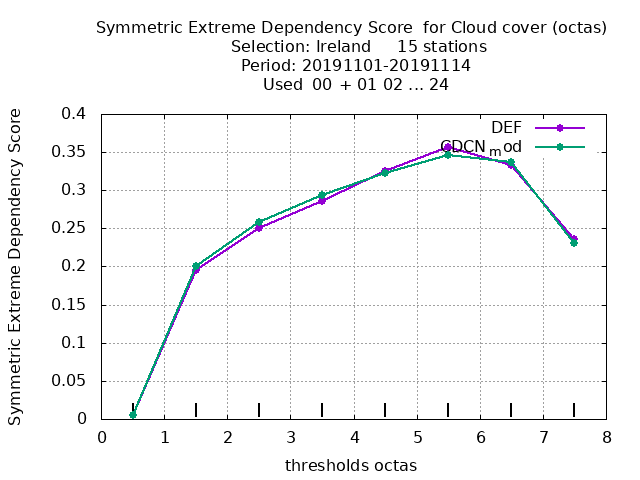 Symmetric Extreme Dependency Score for Cloud cover (octas)
Selection: Ireland 15 stations
Period: 20191101-20191114
Used 00 + 01 02 ... 24
Symmetric Extreme Dependency Score
0.4
0.35
0.3
0.25
0.2
0.15
0.1
0.05
0
DEF
CDCN_mod
0 1 2 3 4 5 6 7 8
thresholds octas